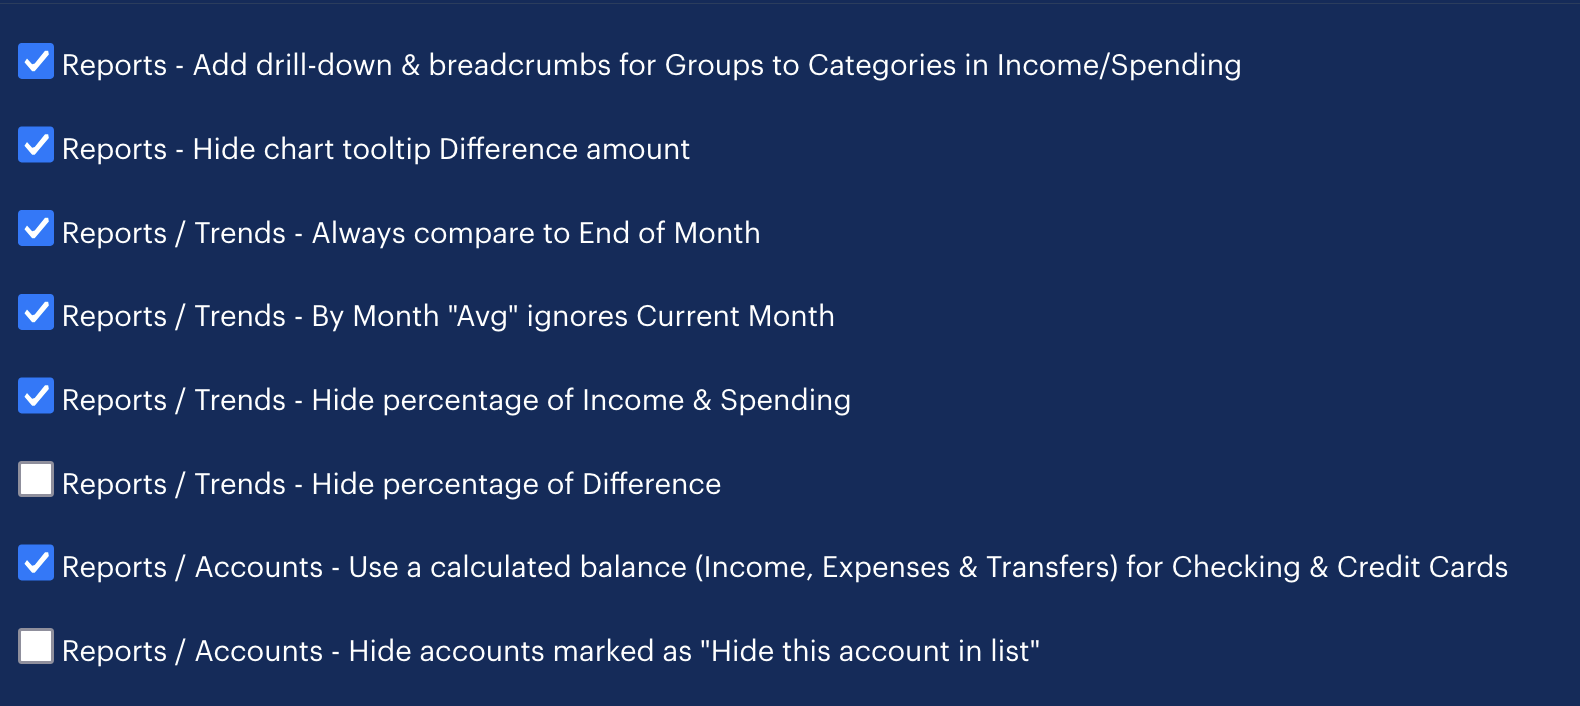 Reports - Add drill-down & breadcrumbs for Groups to Categories in Income/Spending
Reports - Hide chart tooltip Difference amount
Reports / Trends - Always compare to End of Month
Reports / Trends - By Month "Avg" ignores Current Month
Reports / Trends - Hide percentage of Income & Spending
Reports / Trends - Hide percentage of Difference
Reports / Accounts - Use a calculated balance (Income, Expenses & Transfers) for Checking & Credit Cards
Reports / Accounts - Hide accounts marked as "Hide this account in list"